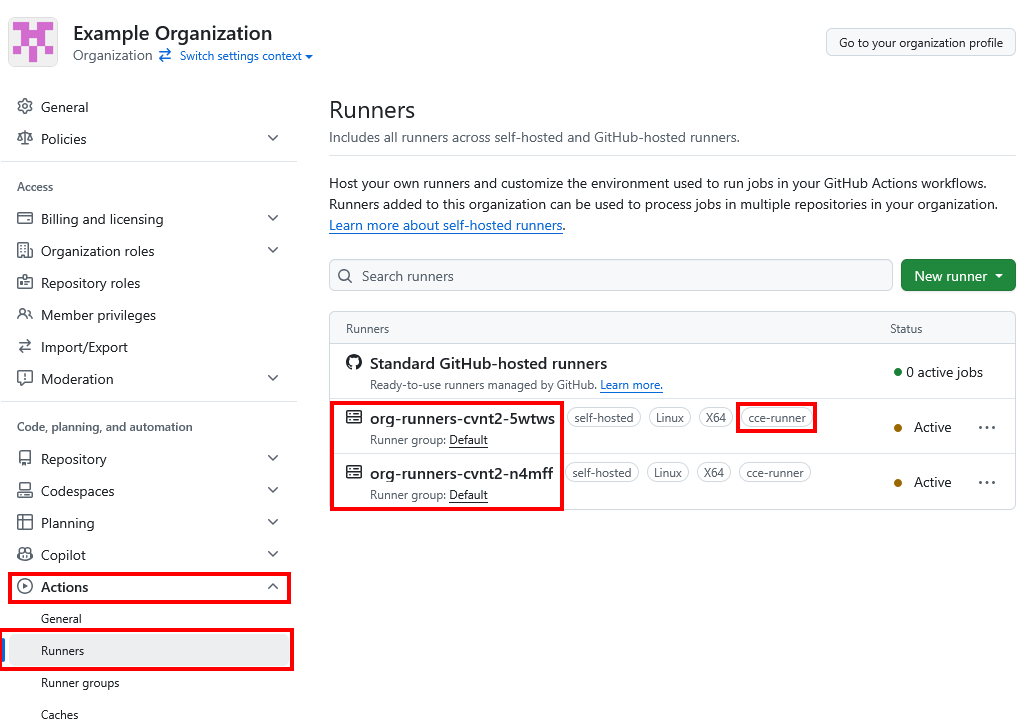 Example Organization
Organization Switch settings context
Go to your organization profile
General
Policies
Access
Billing and licensing
Organization roles
Repository roles
Member privileges
Import/Export
Moderation
Code, planning, and automation
Repository
Codespaces
Planning
Copilot
Actions
General
Runners
Runner groups
Caches
Runners
Includes all runners across self-hosted and GitHub-hosted runners.
Host your own runners and customize the environment used to run jobs in your GitHub Actions workflows.
Runners added to this organization can be used to process jobs in multiple repositories in your organization.
Learn more about self-hosted runners.
Search runners
New runner
Runners Status
Standard GitHub-hosted runners
Ready-to-use runners managed by GitHub. Learn more.
0 active jobs
org-runners-cvnt2-5wtws self-hosted Linux X64 cce-runner
Runner group: Default
Active
org-runners-cvnt2-n4mff self-hosted Linux X64 cce-runner
Runner group: Default
Active